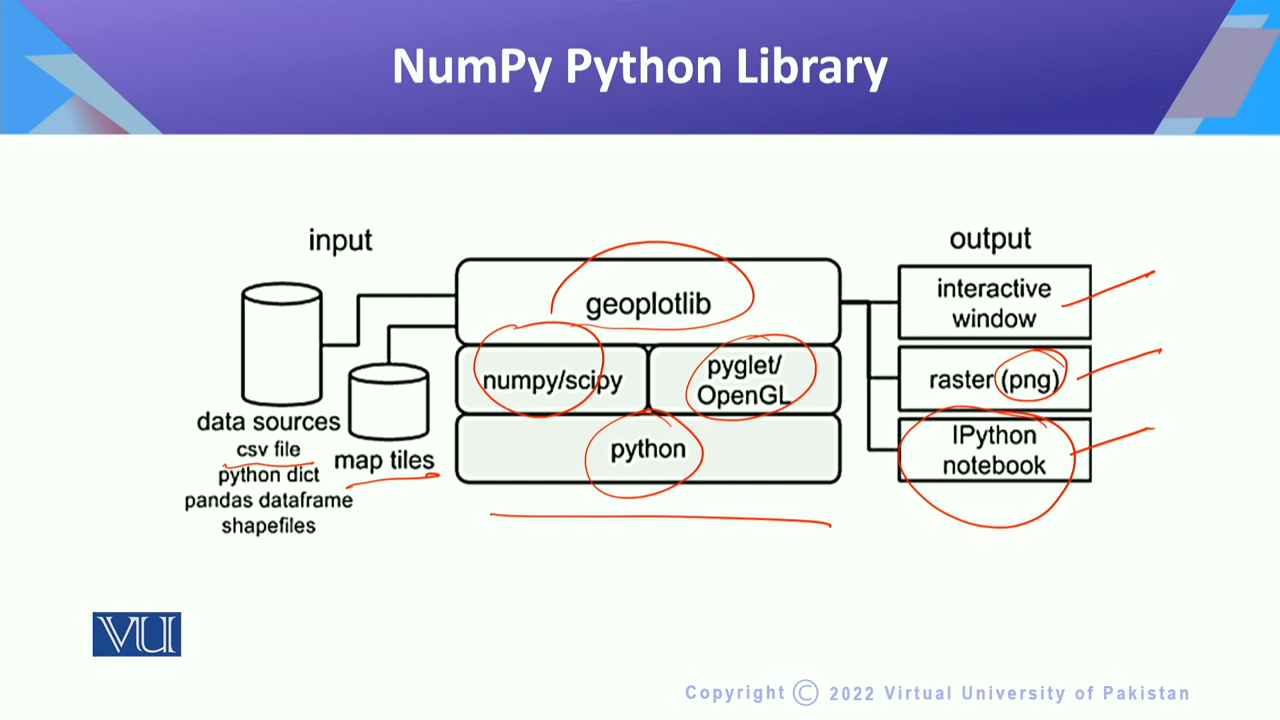 NumPy Python Library
input
output
geoplotlib
numpy/scipy
pyglet/
OpenGL
python
data sources
csv file
python dict
pandas dataframe
shapefiles
map tiles
interactive
window
raster (png)
IPython
notebook
VU
Copyright © 2022 Virtual University of Pakistan